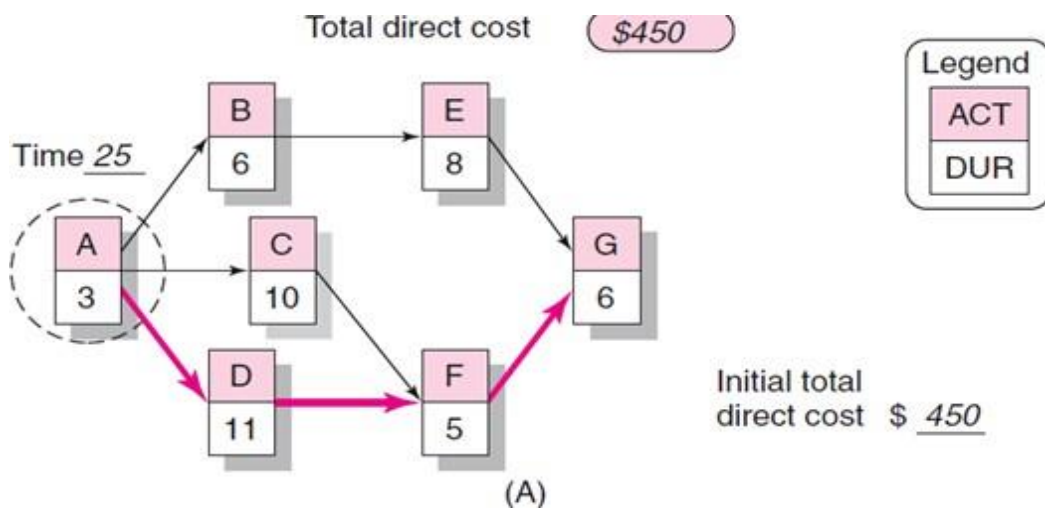 Total direct cost $450
Legend
ACT
DUR
B
6
E
8
Time 25
A
3
C
10
G
6
D
11
F
5
Initial total
direct cost $ 450
(A)